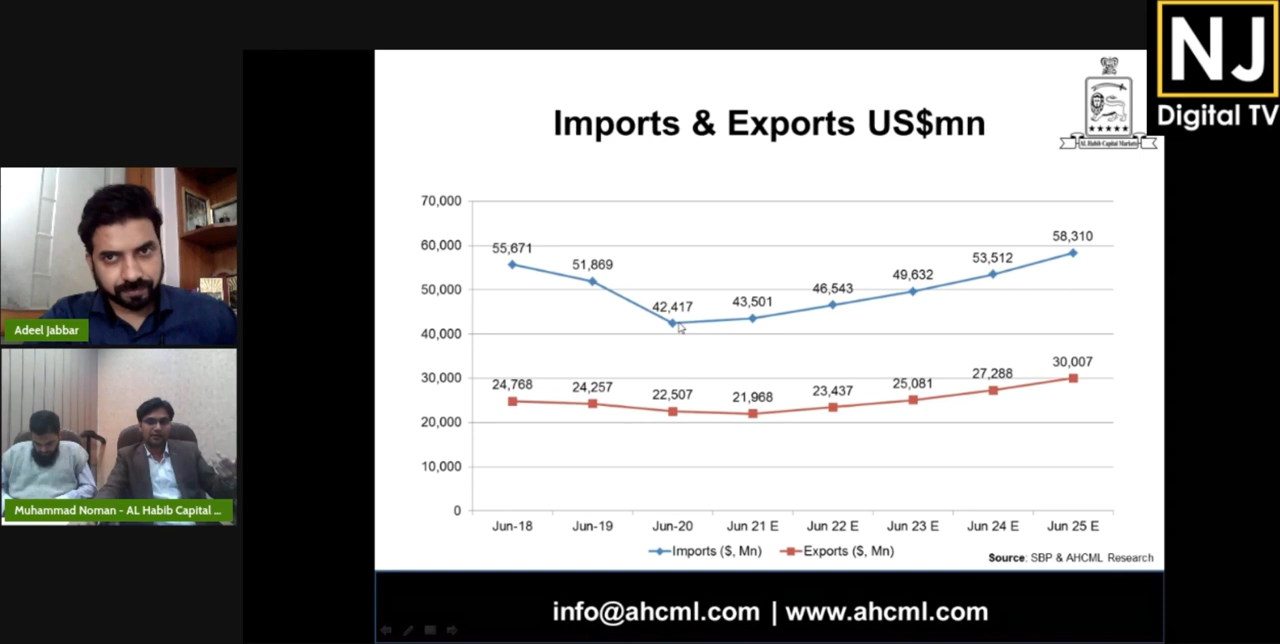 NJ
Digital TV
Imports & Exports US$mn
AL Habib Capital Markets
70,000
60,000
50,000
40,000
30,000
20,000
10,000
0
55,671
51,869
42,417
43,501
46,543
49,632
53,512
58,310
24,768
24,257
22,507
21,968
23,437
25,081
27,288
30,007
Jun-18 Jun-19 Jun-20 Jun 21 E Jun 22 E Jun 23 E Jun 24 E Jun 25 E
Imports ($, Mn) Exports ($, Mn)
Source: SBP & AHCML Research
info@ahcml.com | www.ahcml.com
Adeel Jabbar
Muhammad Noman - AL Habib Capital ...